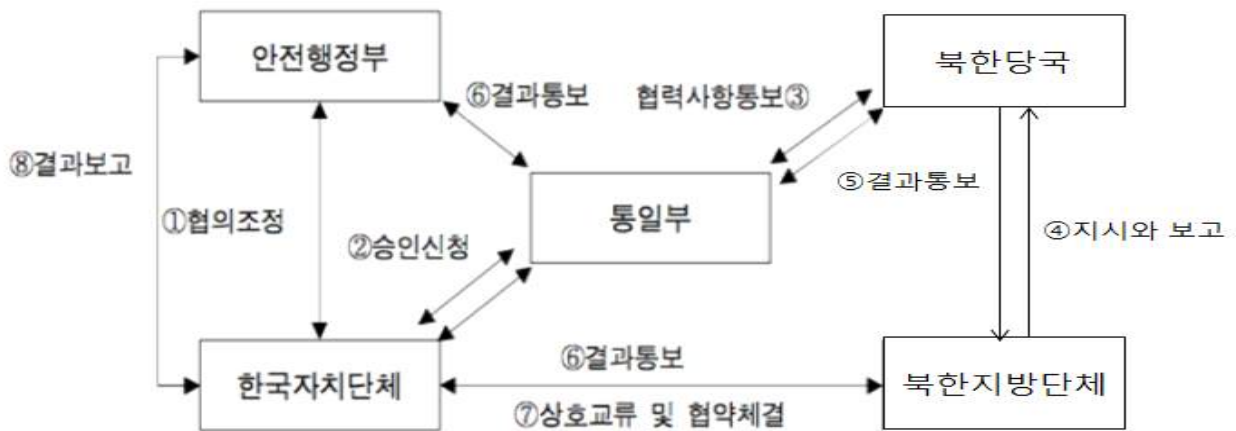 안전행정부
북한당국
⑥결과통보
협력사항통보③
⑧결과보고
①협의조정
②승인신청
통일부
⑤결과통보
④지시와 보고
한국자치단체
⑥결과통보
⑦상호교류 및 협약체결
북한지방단체